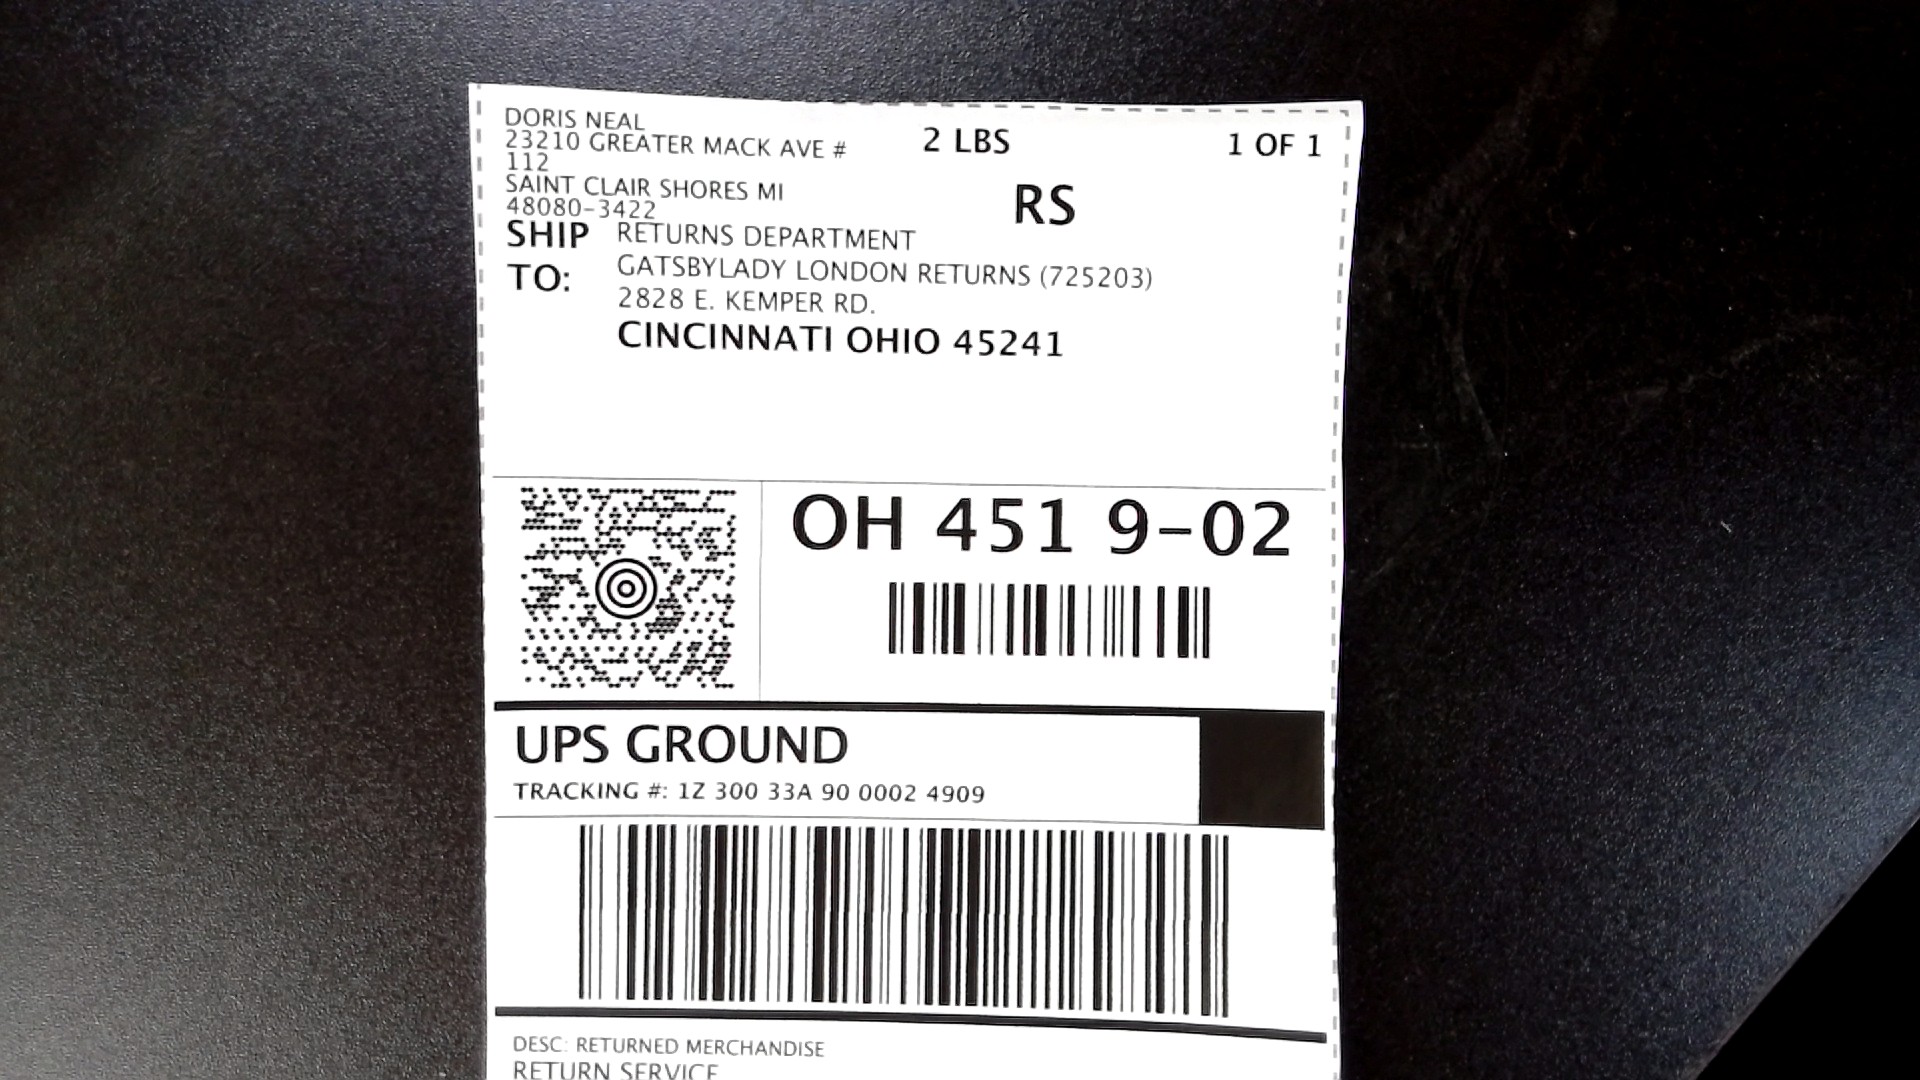 DORIS NEAL
23210 GREATER MACK AVE #
112
SAINT CLAIR SHORES MI
48080-3422
2 LBS
1 OF 1
RS
SHIP TO:
RETURNS DEPARTMENT
GATSBYLADY LONDON RETURNS (725203)
2828 E. KEMPER RD.
CINCINNATI OHIO 45241
OH 451 9-02
UPS GROUND
TRACKING #: 1Z 300 33A 90 0002 4909
DESC: RETURNED MERCHANDISE
RETURN SERVICE